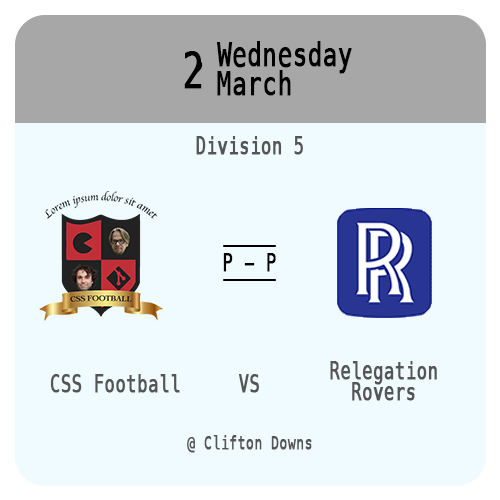 2 Wednesday
March
Division 5
Lorem ipsum dolor sit amet
CSS FOOTBALL
P – P
RR
CSS Football
VS
Relegation
Rovers
@ Clifton Downs